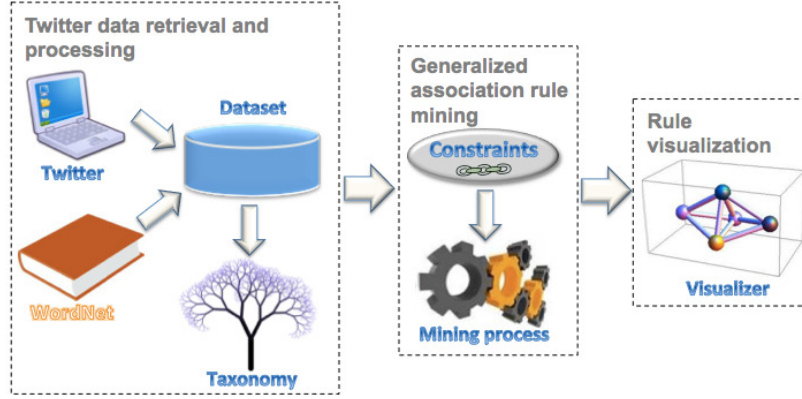 Twitter data retrieval and
processing
Dataset
Twitter
WordNet
Taxonomy
Generalized
association rule
mining
Constraints
Mining process
Rule
visualization
Visualizer